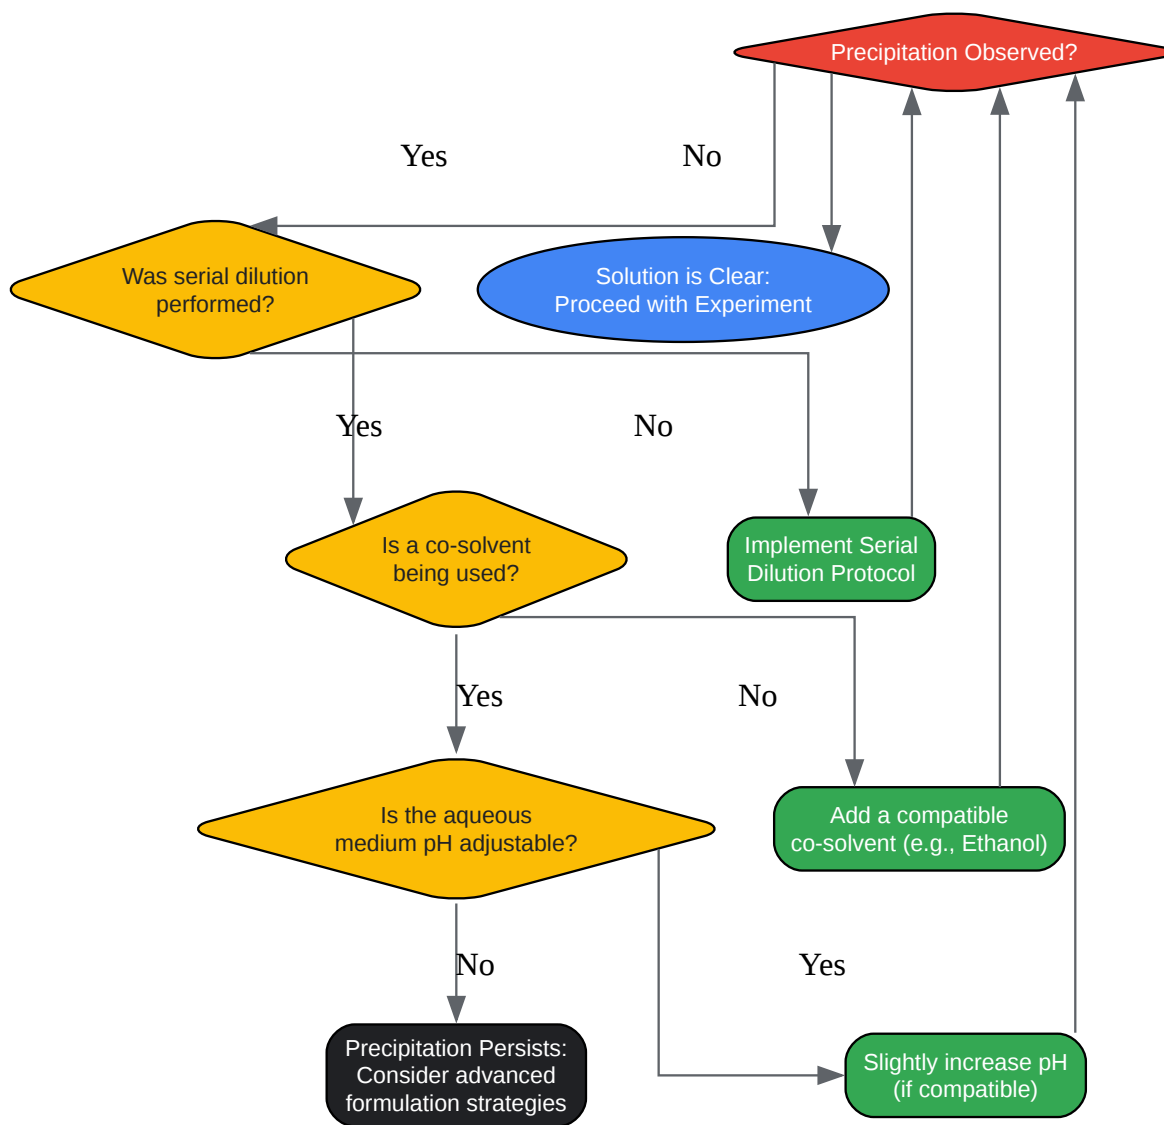 Precipitation Observed?
Yes
No
Was serial dilution
performed?
Solution is Clear:
Proceed with Experiment
Yes
No
Is a co-solvent
being used?
Implement Serial
Dilution Protocol
Yes
No
Is the aqueous
medium pH adjustable?
Add a compatible
co-solvent (e.g., Ethanol)
No
Yes
Precipitation Persists:
Consider advanced
formulation strategies
Slightly increase pH
(if compatible)